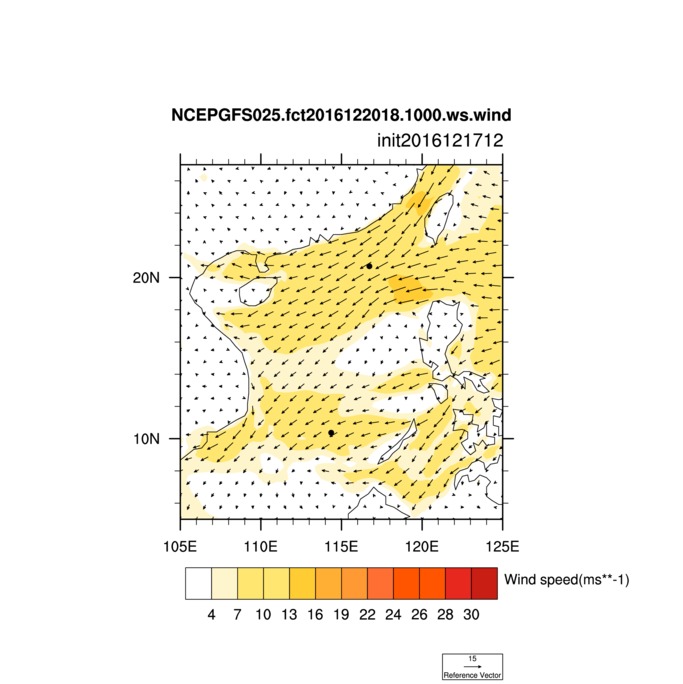 NCEPGFS025.fct2016122018.1000.ws.wind
init2016121712
20N
10N
105E 110E 115E 120E 125E
Wind speed(ms**-1)
4 7 10 13 16 19 22 24 26 28 30
15
Reference Vector